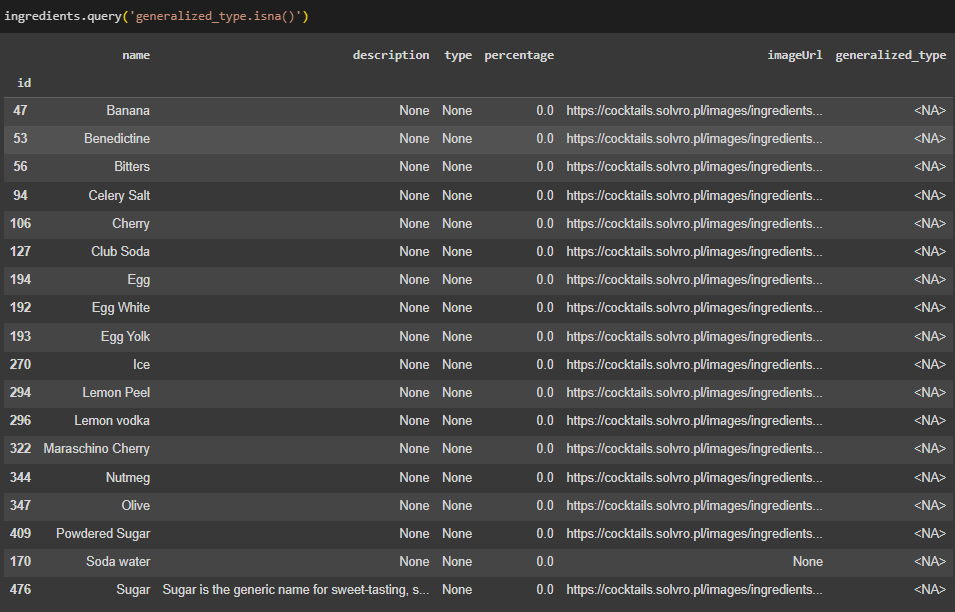 ingredients.query('generalized_type.isna()')
name description type percentage imageUrl generalized_type
id
47 Banana None None 0.0 https://cocktails.solvro.pl/images/ingredients... <NA>
53 Benedictine None None 0.0 https://cocktails.solvro.pl/images/ingredients... <NA>
56 Bitters None None 0.0 https://cocktails.solvro.pl/images/ingredients... <NA>
94 Celery Salt None None 0.0 https://cocktails.solvro.pl/images/ingredients... <NA>
106 Cherry None None 0.0 https://cocktails.solvro.pl/images/ingredients... <NA>
127 Club Soda None None 0.0 https://cocktails.solvro.pl/images/ingredients... <NA>
194 Egg None None 0.0 https://cocktails.solvro.pl/images/ingredients... <NA>
192 Egg White None None 0.0 https://cocktails.solvro.pl/images/ingredients... <NA>
193 Egg Yolk None None 0.0 https://cocktails.solvro.pl/images/ingredients... <NA>
270 Ice None None 0.0 https://cocktails.solvro.pl/images/ingredients... <NA>
294 Lemon Peel None None 0.0 https://cocktails.solvro.pl/images/ingredients... <NA>
296 Lemon vodka None None 0.0 https://cocktails.solvro.pl/images/ingredients... <NA>
322 Maraschino Cherry None None 0.0 https://cocktails.solvro.pl/images/ingredients... <NA>
344 Nutmeg None None 0.0 https://cocktails.solvro.pl/images/ingredients... <NA>
347 Olive None None 0.0 https://cocktails.solvro.pl/images/ingredients... <NA>
409 Powdered Sugar None None 0.0 https://cocktails.solvro.pl/images/ingredients... <NA>
170 Soda water None None 0.0 None <NA>
476 Sugar Sugar is the generic name for sweet-tasting, s... None 0.0 https://cocktails.solvro.pl/images/ingredients... <NA>